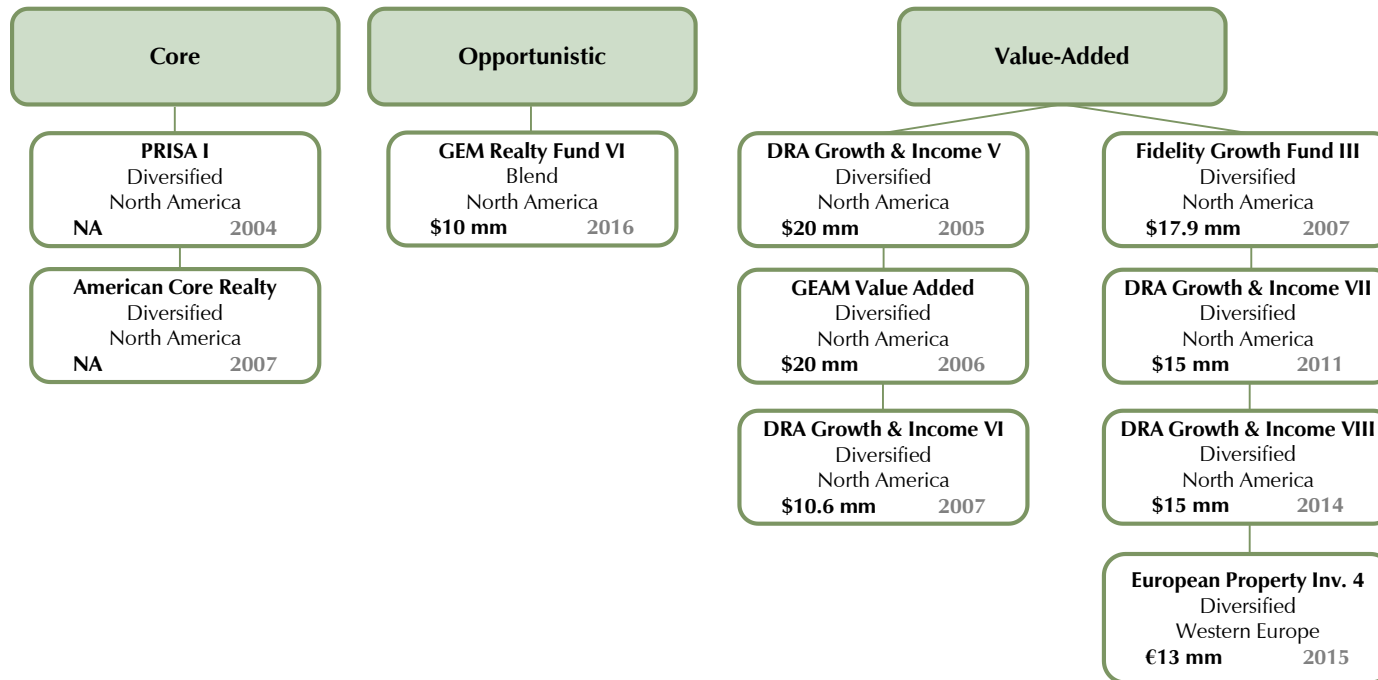 Core
PRISA I
Diversified
North America
NA 2004
American Core Realty
Diversified
North America
NA 2007
Opportunistic
GEM Realty Fund VI
Blend
North America
$10 mm 2016
Value-Added
DRA Growth & Income V
Diversified
North America
$20 mm 2005
GEAM Value Added
Diversified
North America
$20 mm 2006
DRA Growth & Income VI
Diversified
North America
$10.6 mm 2007
Fidelity Growth Fund III
Diversified
North America
$17.9 mm 2007
DRA Growth & Income VII
Diversified
North America
$15 mm 2011
DRA Growth & Income VIII
Diversified
North America
$15 mm 2014
European Property Inv. 4
Diversified
Western Europe
€13 mm 2015